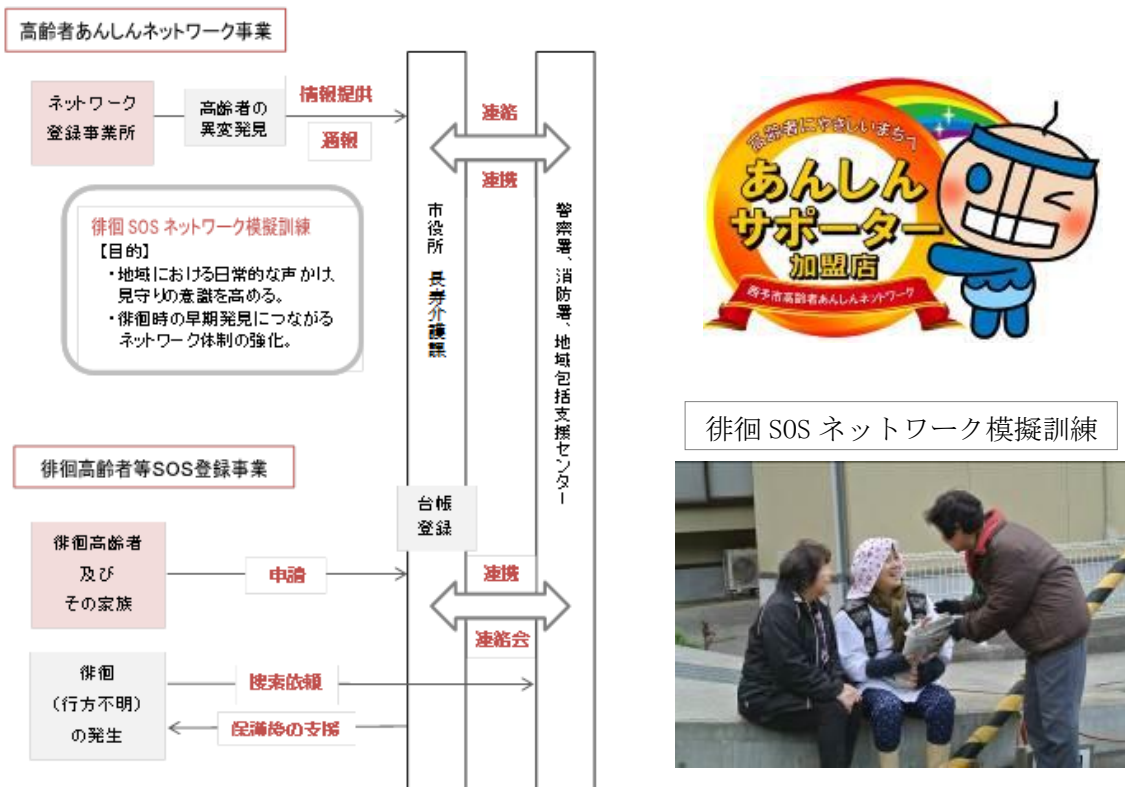 高齢者あんしんネットワーク事業
ネットワーク
登録事業所
高齢者の
異変発見
情報提供
通報
連絡
連携
徘徊 SOS ネットワーク模擬訓練
【目的】
・地域における日常的な声かけ、
見守りの意識を高める。
・徘徊時の早期発見につながる
ネットワーク体制の強化。
市役所 長寿介護課
警察署、消防署、地域包括支援センター
徘徊高齢者等SOS登録事業
台帳
登録
徘徊高齢者
及び
その家族
申請
連携
連絡会
徘徊
(行方不明)
の発生
捜索依頼
保護後の支援
高齢者にやさしいまちへ
あんしん
サポーター
加盟店
西予市高齢者あんしんネットワーク
徘徊 SOS ネットワーク模擬訓練